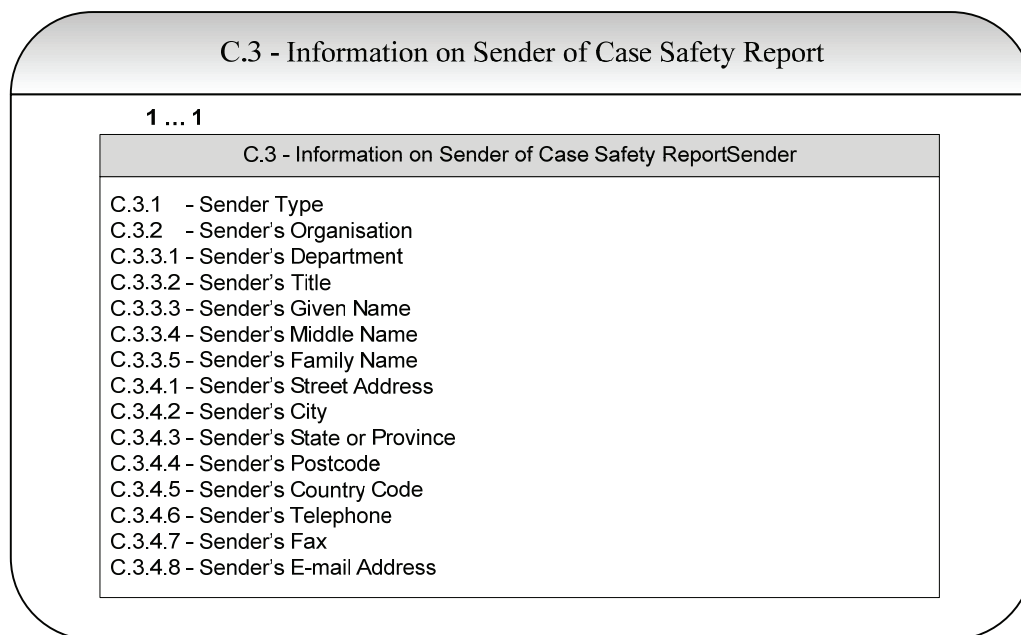 C.3 - Information on Sender of Case Safety Report
1 ... 1
C.3 - Information on Sender of Case Safety ReportSender
C.3.1 - Sender Type
C.3.2 - Sender's Organisation
C.3.3.1 - Sender's Department
C.3.3.2 - Sender's Title
C.3.3.3 - Sender's Given Name
C.3.3.4 - Sender's Middle Name
C.3.3.5 - Sender's Family Name
C.3.4.1 - Sender's Street Address
C.3.4.2 - Sender's City
C.3.4.3 - Sender's State or Province
C.3.4.4 - Sender's Postcode
C.3.4.5 - Sender's Country Code
C.3.4.6 - Sender's Telephone
C.3.4.7 - Sender's Fax
C.3.4.8 - Sender's E-mail Address